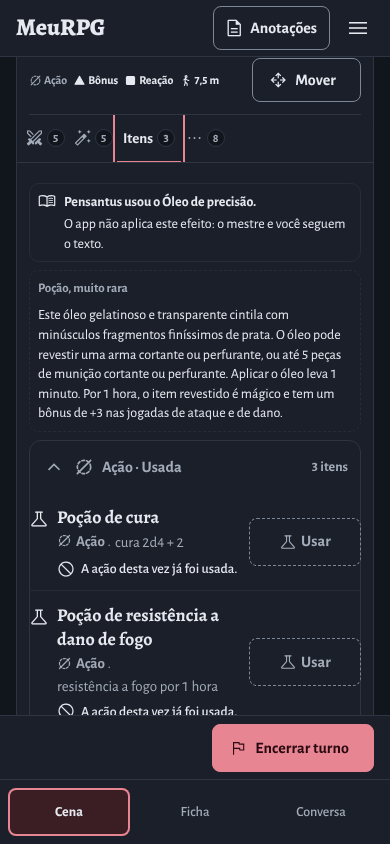 MeuRPG
Anotações
Ação Bônus Reação 7,5 m
Mover
5 5 Itens 3 ... 8
Pensantus usou o Óleo de precisão.
O app não aplica este efeito: o mestre e você seguem
o texto.
Poção, muito rara
Este óleo gelatinoso e transparente cintila com
minúsculos fragmentos finíssimos de prata. O óleo pode
revestir uma arma cortante ou perfurante, ou até 5 peças
de munição cortante ou perfurante. Aplicar o óleo leva 1
minuto. Por 1 hora, o item revestido é mágico e tem um
bônus de +3 nas jogadas de ataque e de dano.
Ação · Usada 3 itens
Poção de cura
Ação . cura 2d4 + 2
A ação desta vez já foi usada.
Usar
Poção de resistência a
dano de fogo
Ação .
resistência a fogo por 1 hora
A ação desta vez já foi usada.
Usar
Encerrar turno
Cena Ficha Conversa